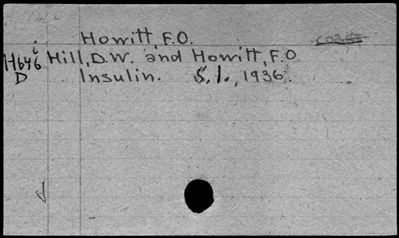 Howitt, F.O.
H646 Hill, D.W. and Howitt, F.O.
D Insulin. S.l., 1936.